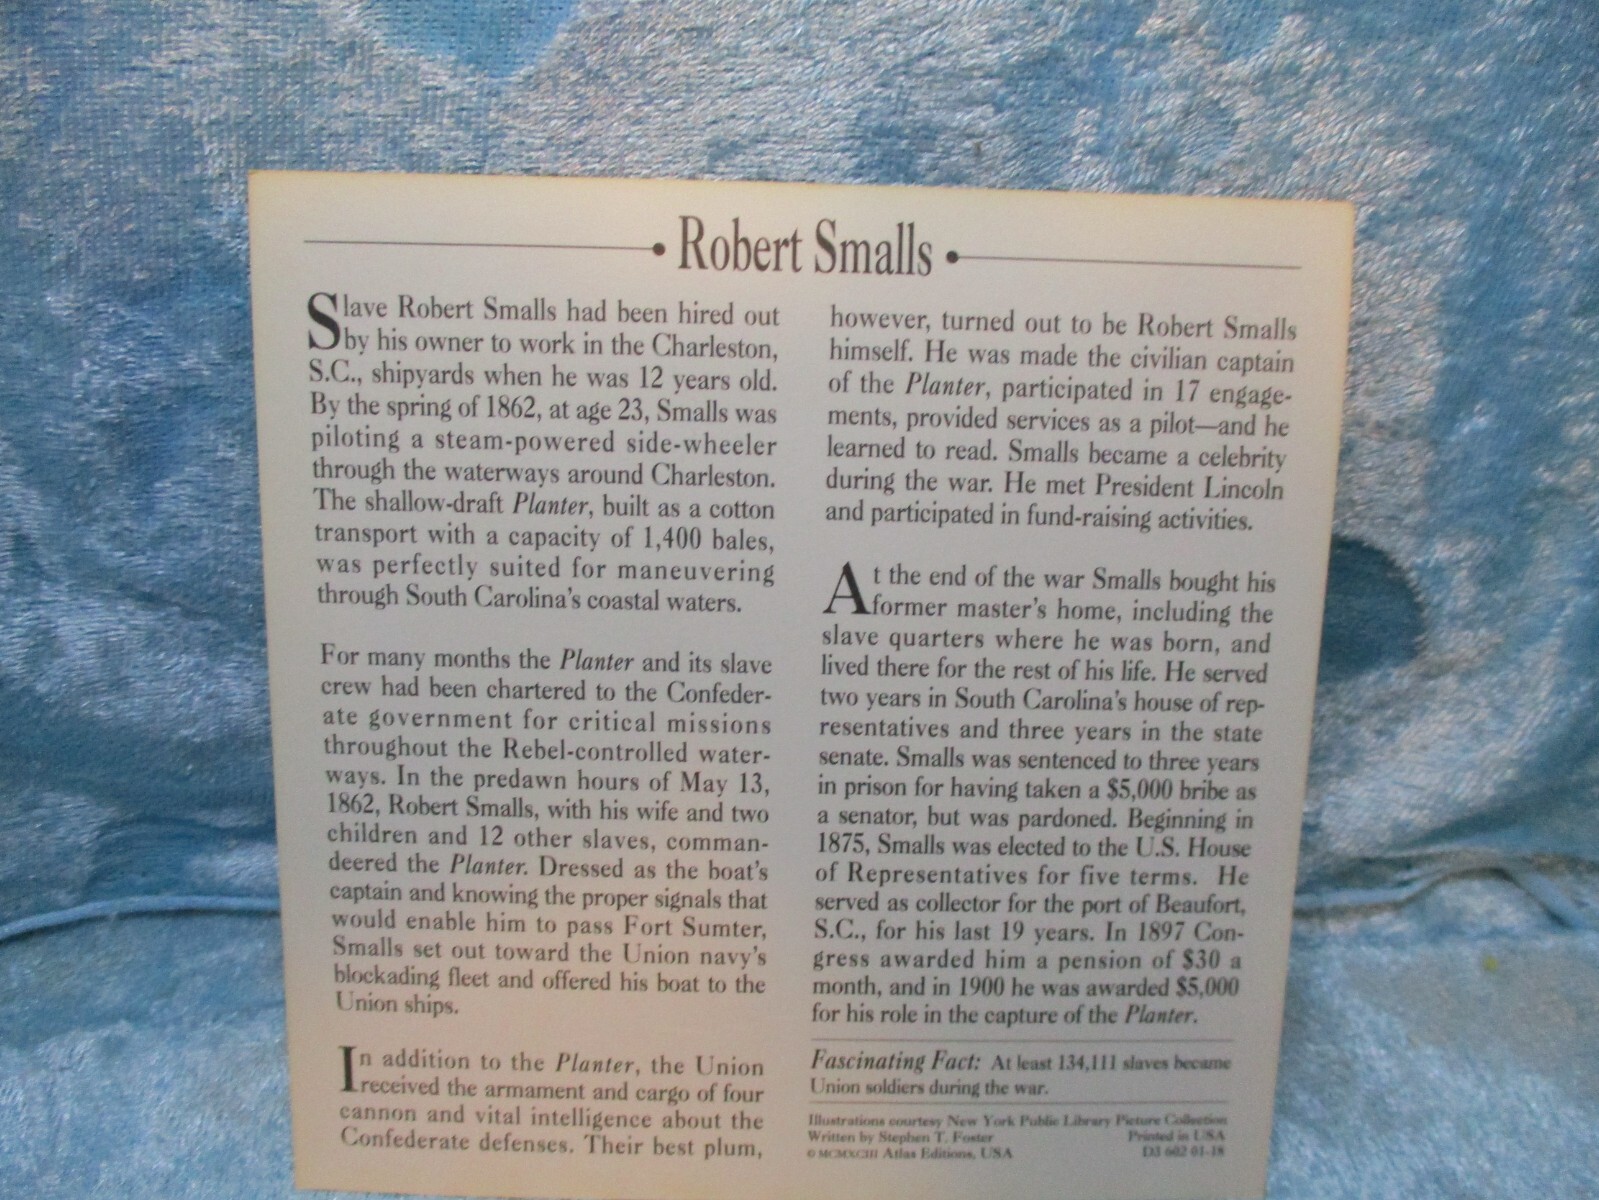 Robert Smalls
Slave Robert Smalls had been hired out
by his owner to work in the Charleston,
S.C., shipyards when he was 12 years old.
By the spring of 1862, at age 23, Smalls was
piloting a steam-powered side-wheeler
through the waterways around Charleston.
The shallow-draft Planter, built as a cotton
transport with a capacity of 1,400 bales,
was perfectly suited for maneuvering
through South Carolina's coastal waters.
For many months the Planter and its slave
crew had been chartered to the Confeder-
ate government for critical missions
throughout the Rebel-controlled water-
ways. In the predawn hours of May 13,
1862, Robert Smalls, with his wife and two
children and 12 other slaves, comman-
deered the Planter. Dressed as the boat's
captain and knowing the proper signals that
would enable him to pass Fort Sumter,
Smalls set out toward the Union navy's
blockading fleet and offered his boat to the
Union ships.
In addition to the Planter, the Union
received the armament and cargo of four
cannon and vital intelligence about the
Confederate defenses. Their best plum,
however, turned out to be Robert Smalls
himself. He was made the civilian captain
of the Planter, participated in 17 engage-
ments, provided services as a pilot—and he
learned to read. Smalls became a celebrity
during the war. He met President Lincoln
and participated in fund-raising activities.
At the end of the war Smalls bought his
former master's home, including the
slave quarters where he was born, and
lived there for the rest of his life. He served
two years in South Carolina's house of rep-
resentatives and three years in the state
senate. Smalls was sentenced to three years
in prison for having taken a $5,000 bribe as
a senator, but was pardoned. Beginning in
1875, Smalls was elected to the U.S. House
of Representatives for five terms. He
served as collector for the port of Beaufort,
S.C., for his last 19 years. In 1897 Con-
gress awarded him a pension of $30 a
month, and in 1900 he was awarded $5,000
for his role in the capture of the Planter.
Fascinating Fact: At least 134,111 slaves became
Union soldiers during the war.
Illustrations courtesy New York Public Library Picture Collection
Written by Stephen T. Foster Printed in USA
© MCMXCIII Atlas Editions, USA D3 602 01-18